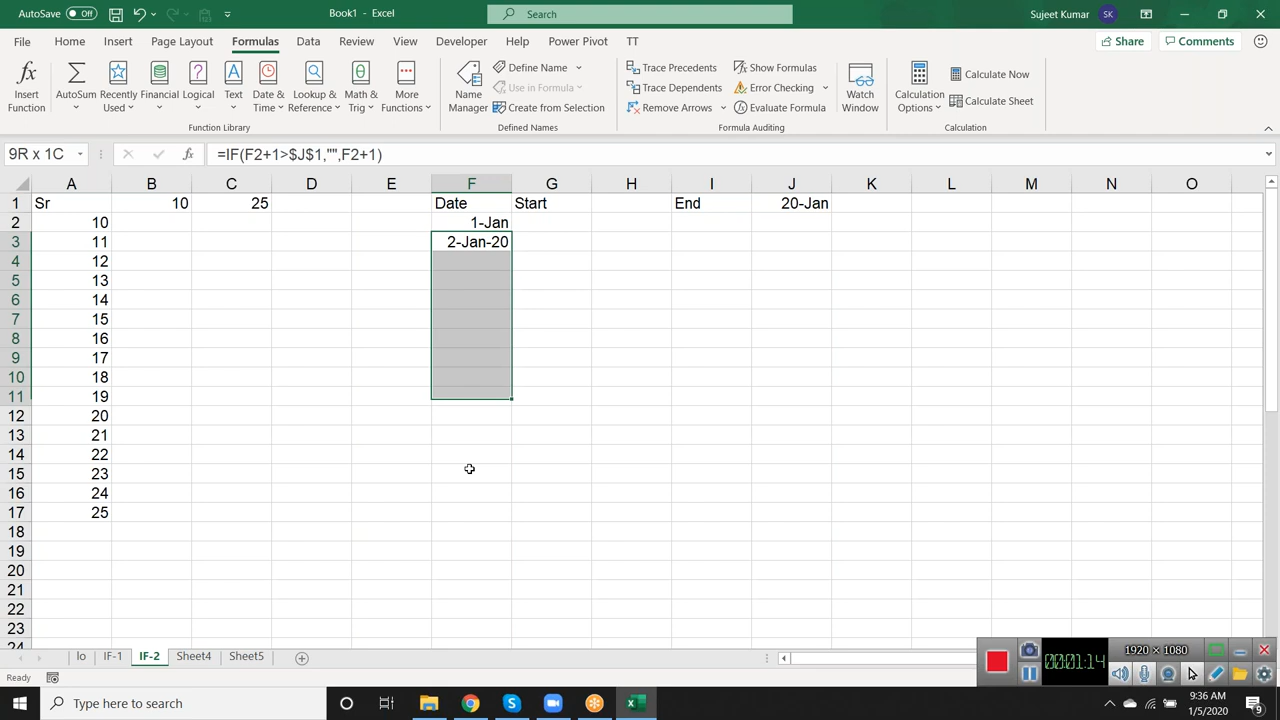 AutoSave Off Book1 - Excel Search Sujeet Kumar SK
File Home Insert Page Layout Formulas Data Review View Developer Help Power Pivot TT Share Comments
Insert Function AutoSum Recently Used Financial Logical Text Date & Time Lookup & Reference Math & Trig More Functions
Function Library
Name Manager Define Name Use in Formula Create from Selection
Defined Names
Trace Precedents Trace Dependents Remove Arrows Show Formulas Error Checking Evaluate Formula
Formula Auditing
Watch Window
Calculation Options Calculate Now Calculate Sheet
Calculation
9R x 1C fx =IF(F2+1>$J$1,"",F2+1)
A B C D E F G H I J K L M N O
1 Sr 10 25 Date Start End 20-Jan
2 10 1-Jan
3 11 2-Jan-20
4 12
5 13
6 14
7 15
8 16
9 17
10 18
11 19
12 20
13 21
14 22
15 23
16 24
17 25
18
19
20
21
22
23
24
lo IF-1 IF-2 Sheet4 Sheet5
1920 × 1080
00:01:14
Ready
Type here to search
9:36 AM
1/5/2020
9